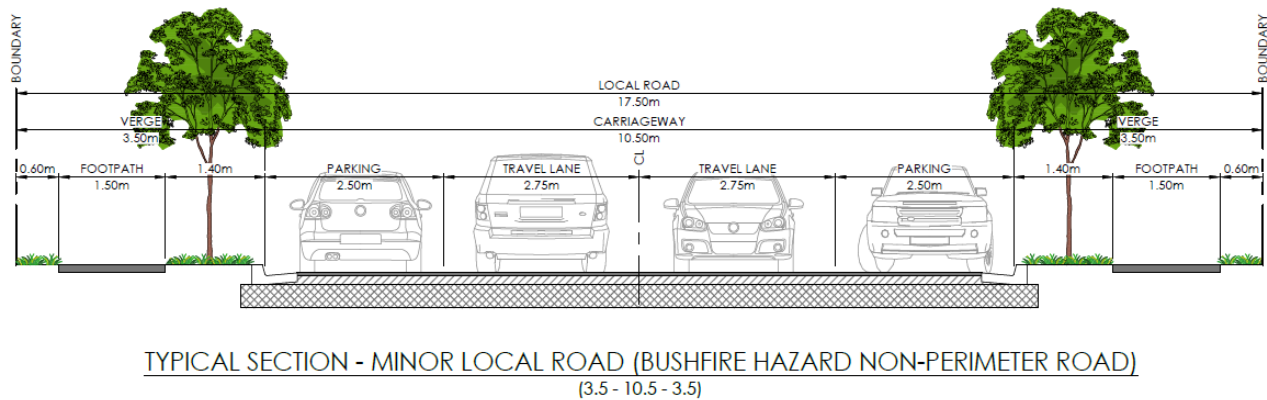 BOUNDARY
BOUNDARY
LOCAL ROAD
17.50m
VERGE
3.50m
CARRIAGEWAY
10.50m
VERGE
3.50m
CL
0.60m
FOOTPATH
1.50m
1.40m
PARKING
2.50m
TRAVEL LANE
2.75m
TRAVEL LANE
2.75m
PARKING
2.50m
1.40m
FOOTPATH
1.50m
0.60m
TYPICAL SECTION - MINOR LOCAL ROAD (BUSHFIRE HAZARD NON-PERIMETER ROAD)
(3.5 - 10.5 - 3.5)